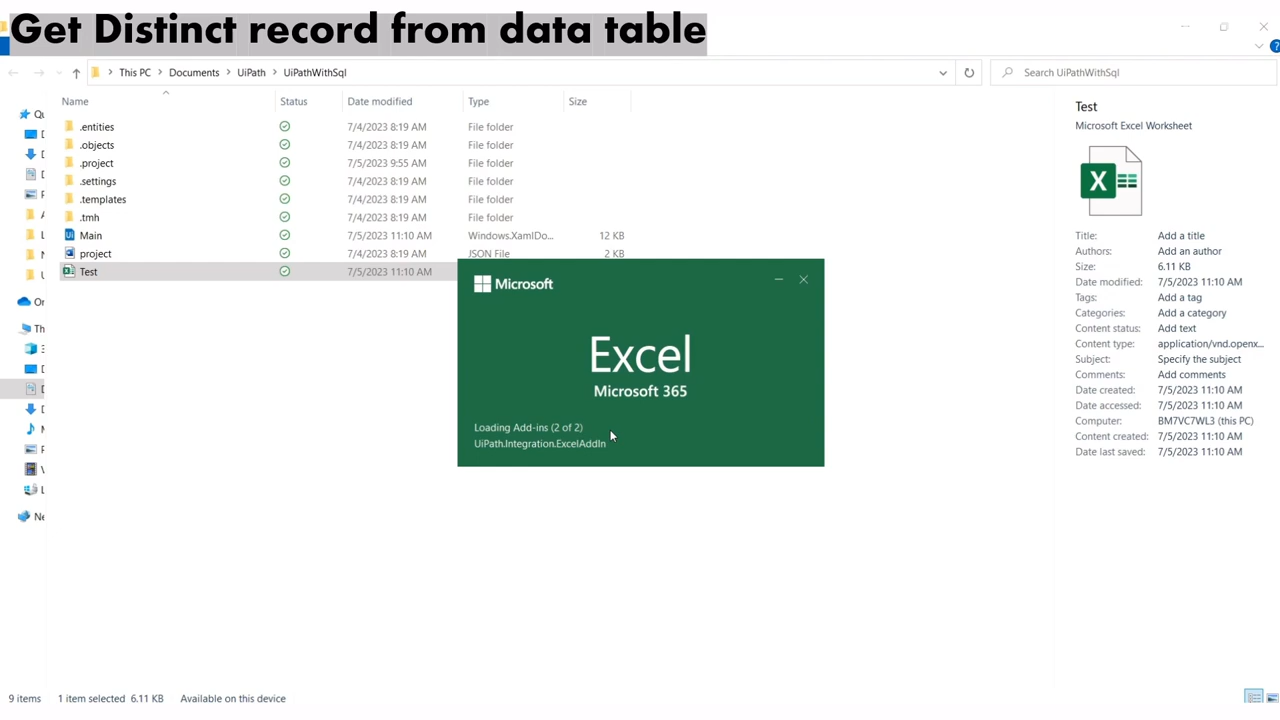 Get Distinct record from data table
This PC > Documents > UiPath > UiPathWithSql
Search UiPathWithSql
Name Status Date modified Type Size
.entities 7/4/2023 8:19 AM File folder
.objects 7/4/2023 8:19 AM File folder
.project 7/5/2023 9:55 AM File folder
.settings 7/4/2023 8:19 AM File folder
.templates 7/4/2023 8:19 AM File folder
.tmh 7/4/2023 8:19 AM File folder
Main 7/5/2023 11:10 AM Windows.XamlDo... 12 KB
project 7/4/2023 8:19 AM JSON File 2 KB
Test 7/5/2023 11:10 AM
Microsoft
Excel
Microsoft 365
Loading Add-ins (2 of 2)
UiPath.Integration.ExcelAddIn
Test
Microsoft Excel Worksheet
Title: Add a title
Authors: Add an author
Size: 6.11 KB
Date modified: 7/5/2023 11:10 AM
Tags: Add a tag
Categories: Add a category
Content status: Add text
Content type: application/vnd.openx...
Subject: Specify the subject
Comments: Add comments
Date created: 7/5/2023 11:10 AM
Date accessed: 7/5/2023 11:10 AM
Computer: BM7VC7WL3 (this PC)
Content created: 7/5/2023 11:10 AM
Date last saved: 7/5/2023 11:10 AM
9 items 1 item selected 6.11 KB Available on this device